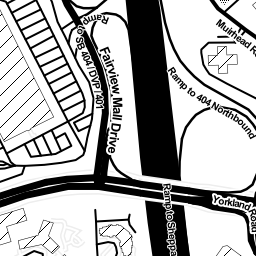 Ramp
to SB 404 / DVP/401
Fairview Mall Drive
Ramp to 404 Northbound
Muirhead
Yorkland Road
Ramp to Sheppa